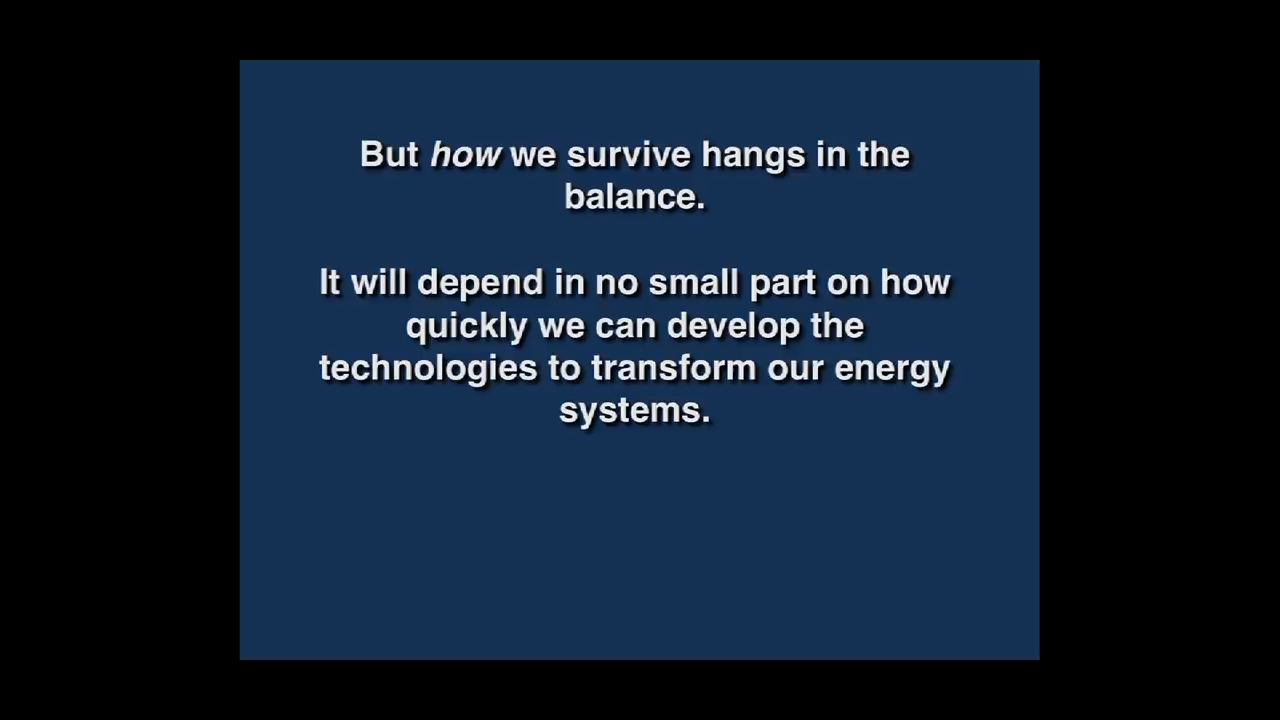 But how we survive hangs in the
balance.
It will depend in no small part on how
quickly we can develop the
technologies to transform our energy
systems.